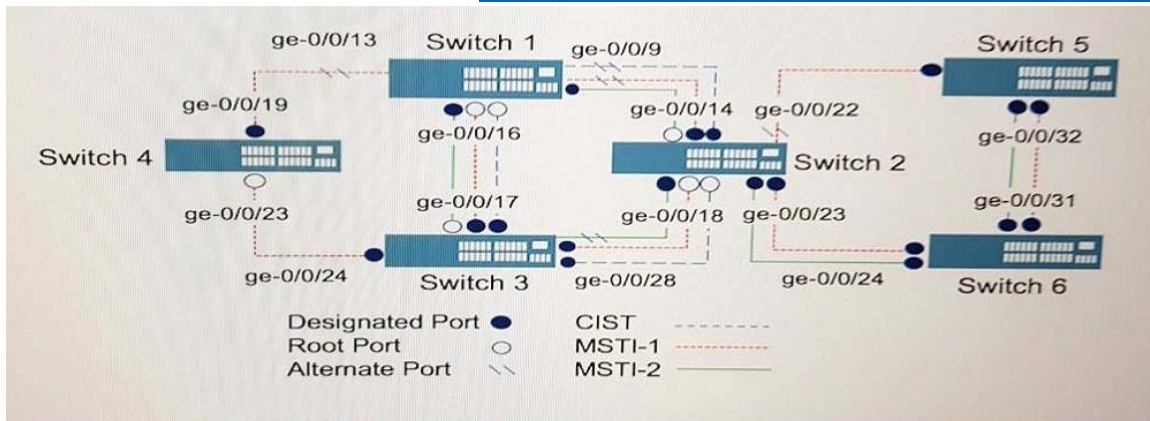 ge-0/0/13
Switch 1
ge-0/0/9
Switch 5
ge-0/0/19
ge-0/0/14
ge-0/0/22
ge-0/0/16
ge-0/0/32
Switch 4
Switch 2
ge-0/0/17
ge-0/0/31
ge-0/0/23
ge-0/0/18
ge-0/0/23
ge-0/0/24
Switch 3
ge-0/0/28
ge-0/0/24
Switch 6
Designated Port
CIST
Root Port
MSTI-1
Alternate Port
MSTI-2